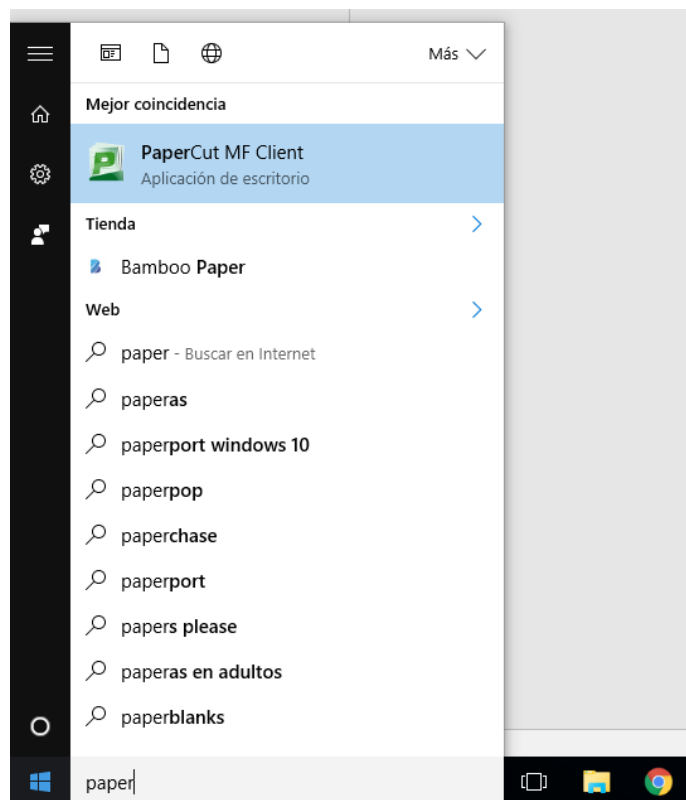 Más
Mejor coincidencia
PaperCut MF Client
Aplicación de escritorio
Tienda
Bamboo Paper
Web
paper - Buscar en Internet
paperas
paperport windows 10
paperpop
paperchase
paperport
papers please
paperas en adultos
paperblanks
paper